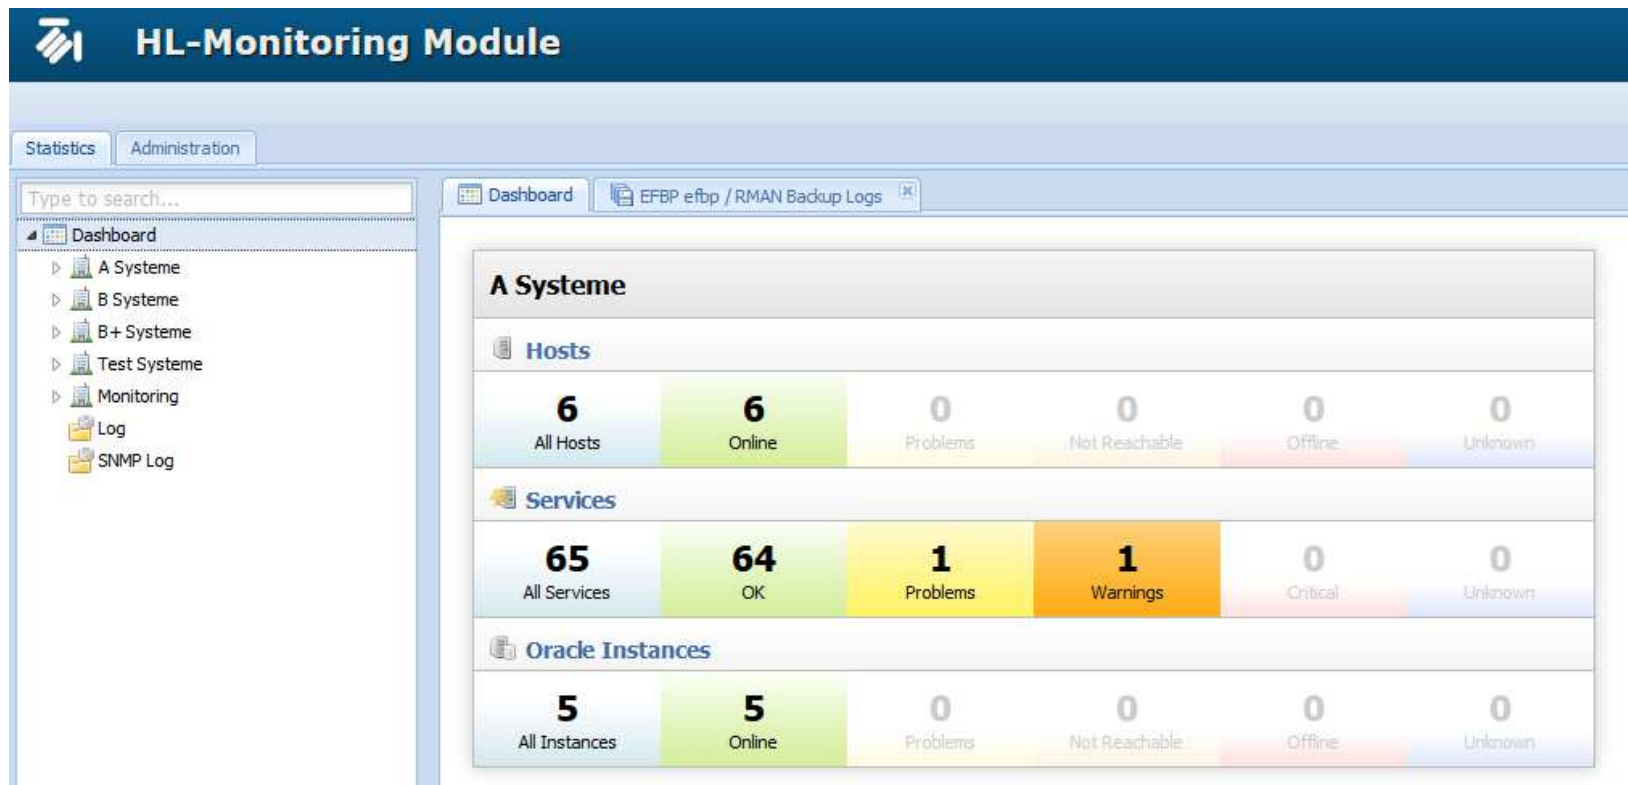 HL-Monitoring Module
Statistics Administration
Type to search...
Dashboard
A Systeme
B Systeme
B+ Systeme
Test Systeme
Monitoring
Log
SNMP Log
Dashboard EFBP efbp / RMAN Backup Logs
A Systeme
Hosts
6 6 0 0 0 0
All Hosts Online Problems Not Reachable Offline Unknown
Services
65 64 1 1 0 0
All Services OK Problems Warnings Critical Unknown
Oracle Instances
5 5 0 0 0 0
All Instances Online Problems Not Reachable Offline Unknown